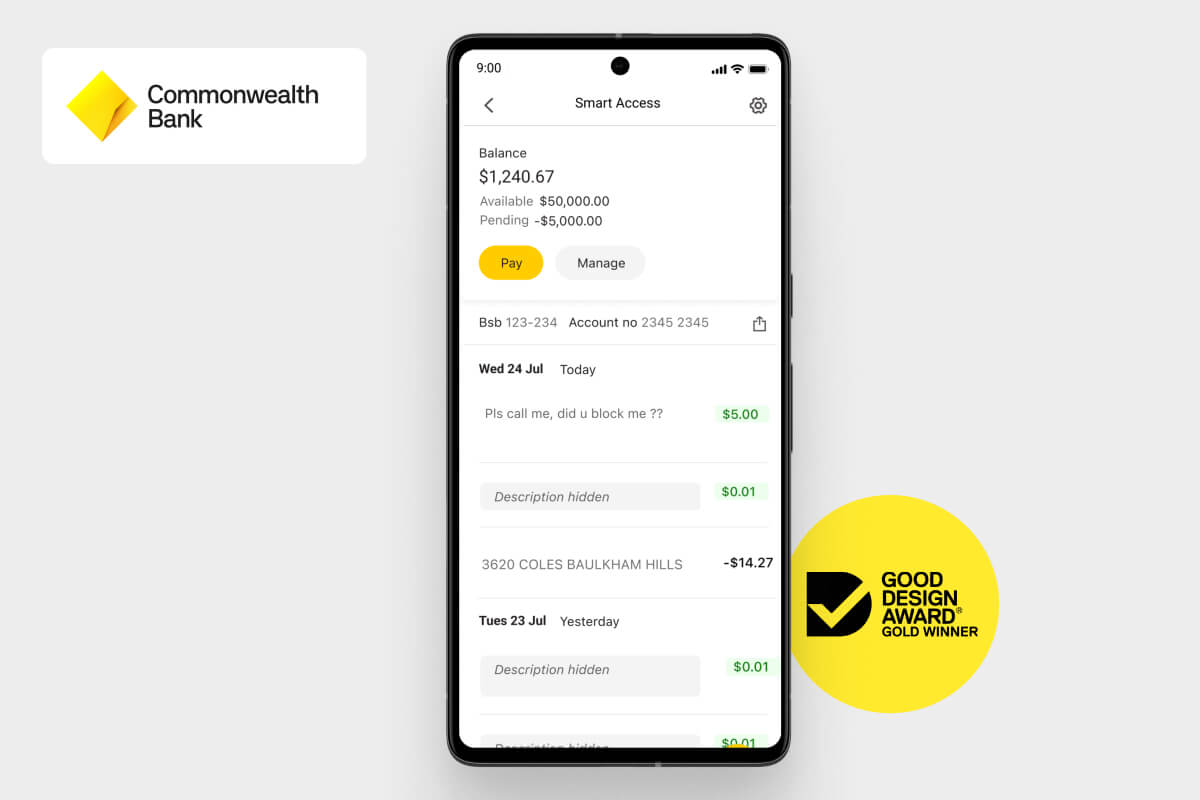 Commonwealth
Bank
9:00
Smart Access
Balance
$1,240.67
Available $50,000.00
Pending -$5,000.00
Pay Manage
Bsb 123-234 Account no 2345 2345
Wed 24 Jul Today
Pls call me, did u block me ?? $5.00
Description hidden $0.01
3620 COLES BAULKHAM HILLS -$14.27
Tues 23 Jul Yesterday
Description hidden $0.01
Description hidden $0.01
GOOD
DESIGN
AWARD®
GOLD WINNER